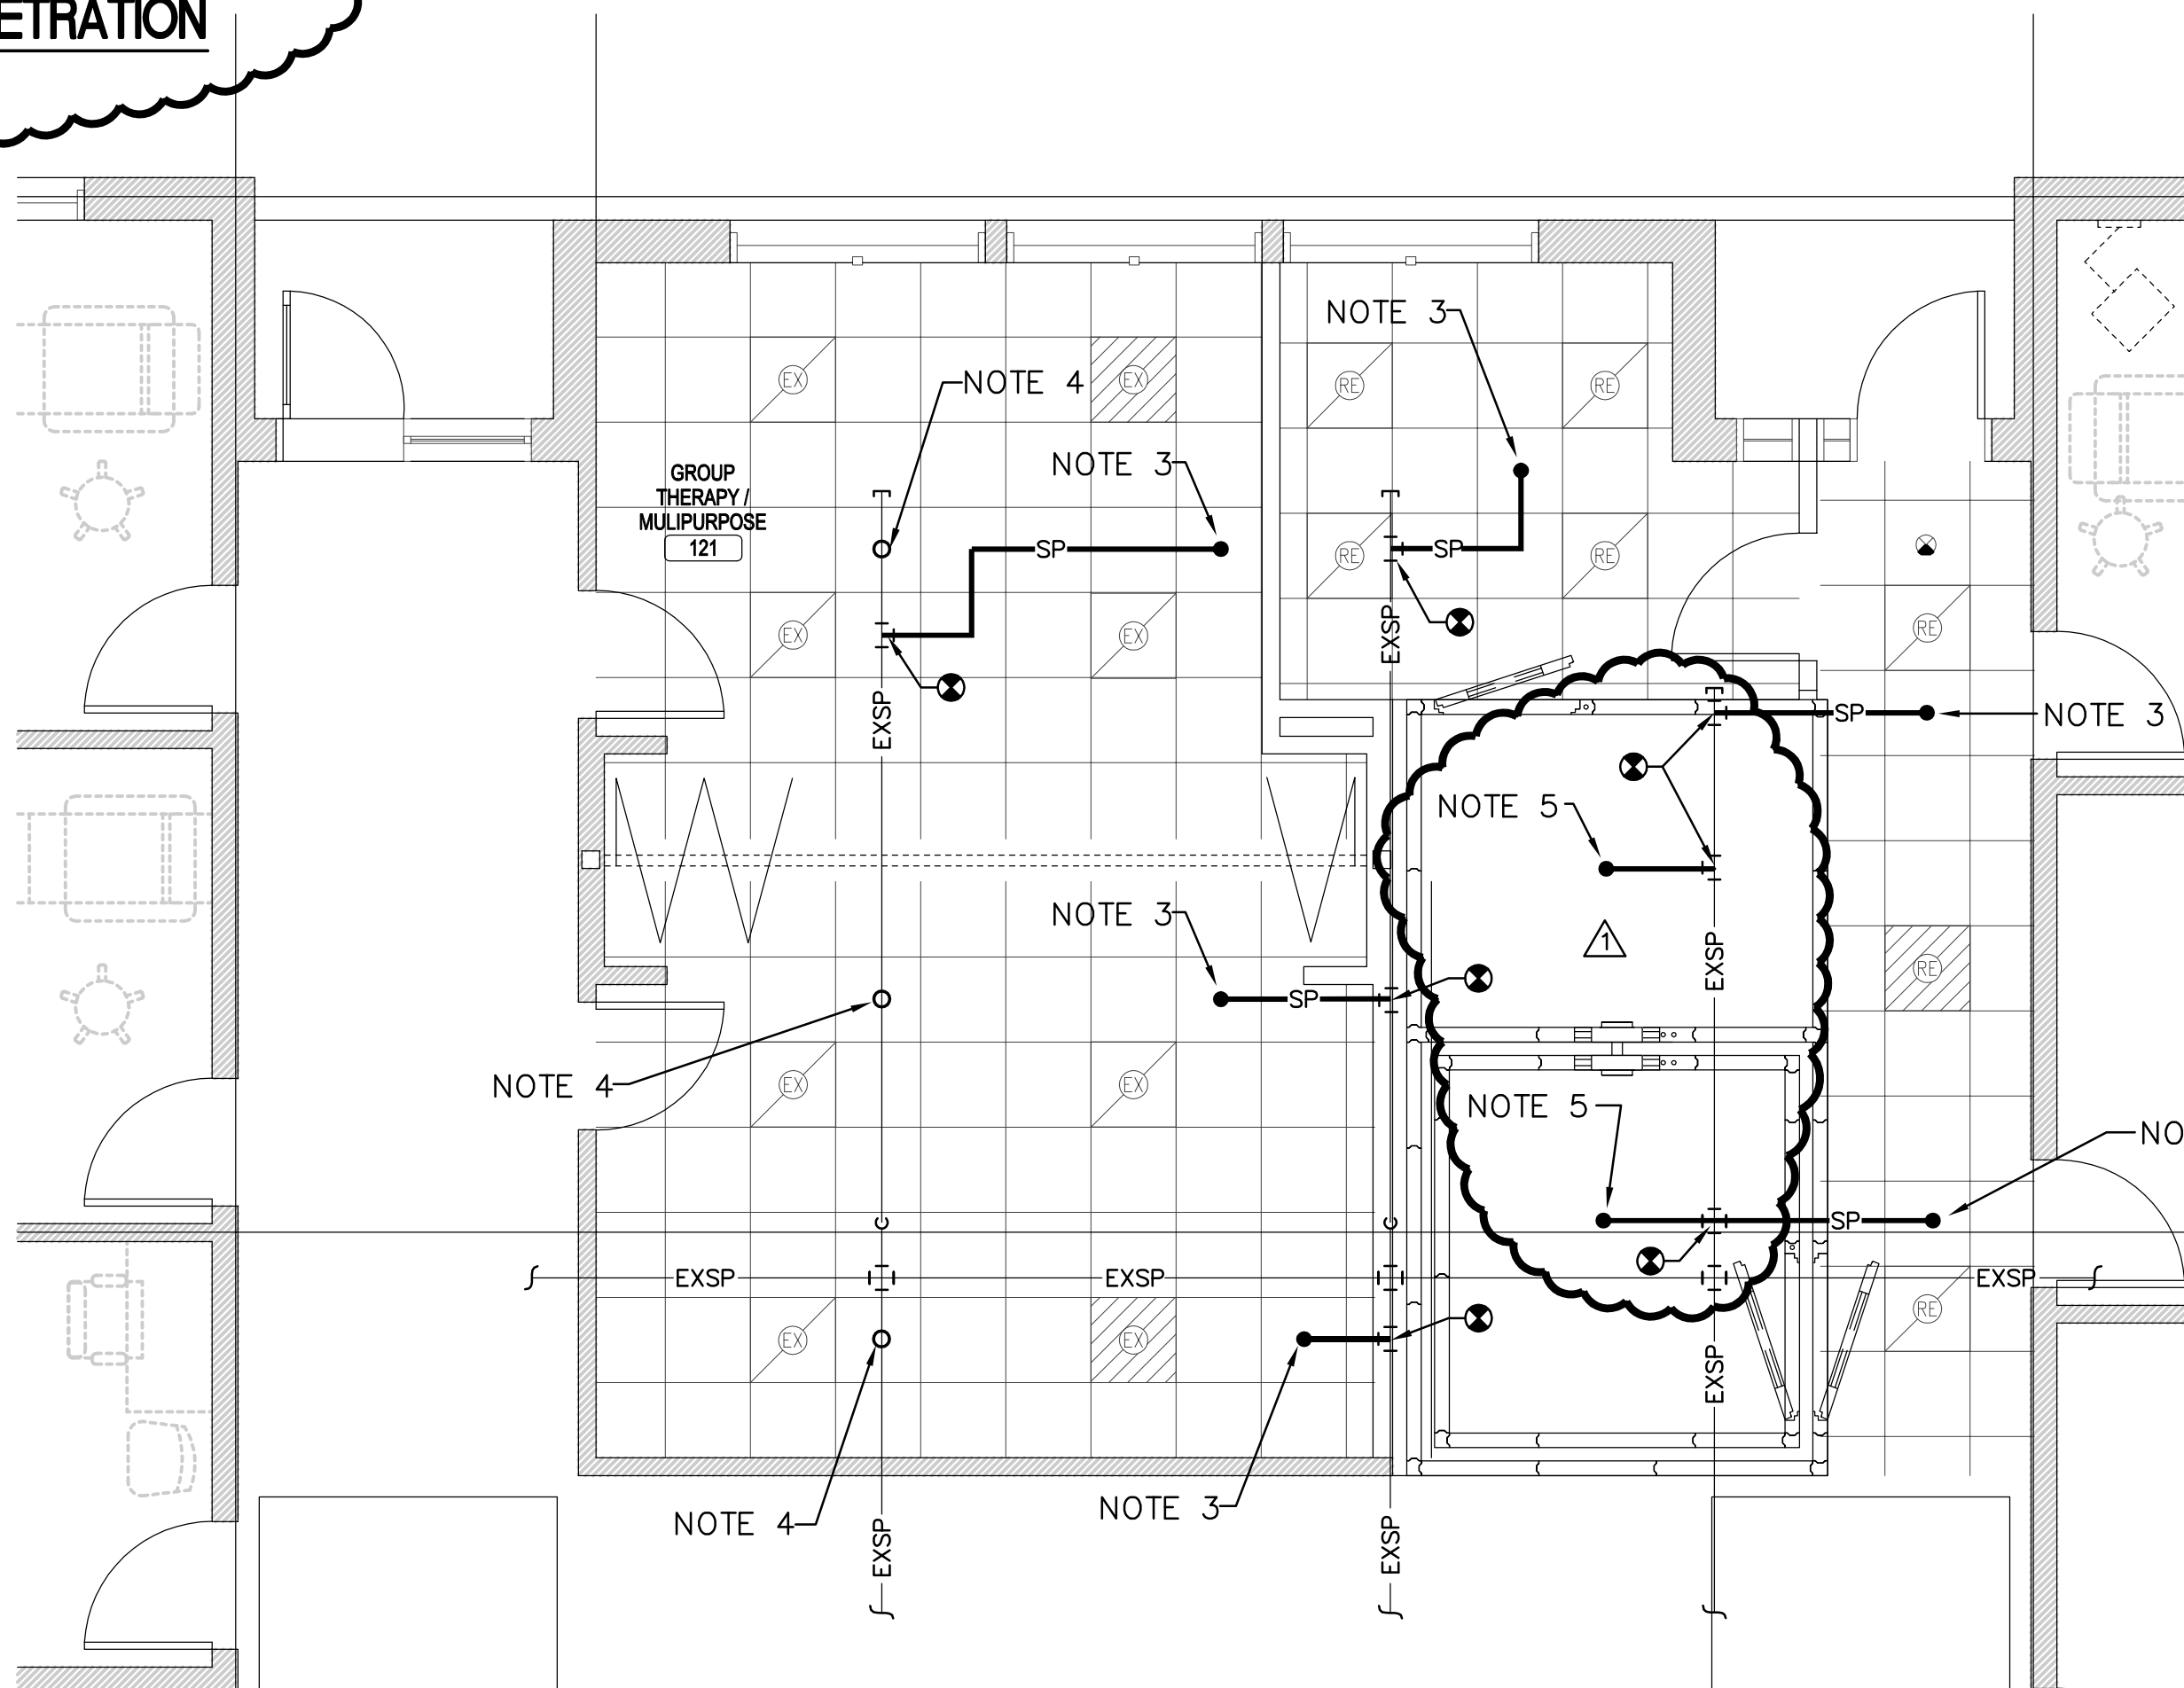 ETRATION
NOTE 3
NOTE 4
EX
EX
RE
RE
NOTE 3
GROUP
THERAPY /
MULIPURPOSE
121
SP
SP
RE
RE
EXSP
EX
EX
RE
EXSP
SP
NOTE 3
NOTE 5
NOTE 3
1
EXSP
RE
SP
NOTE 4
EX
EX
NOTE 5
NO
SP
EXSP
EXSP
EXSP
RE
EX
EX
EXSP
NOTE 4
NOTE 3
EXSP
EXSP